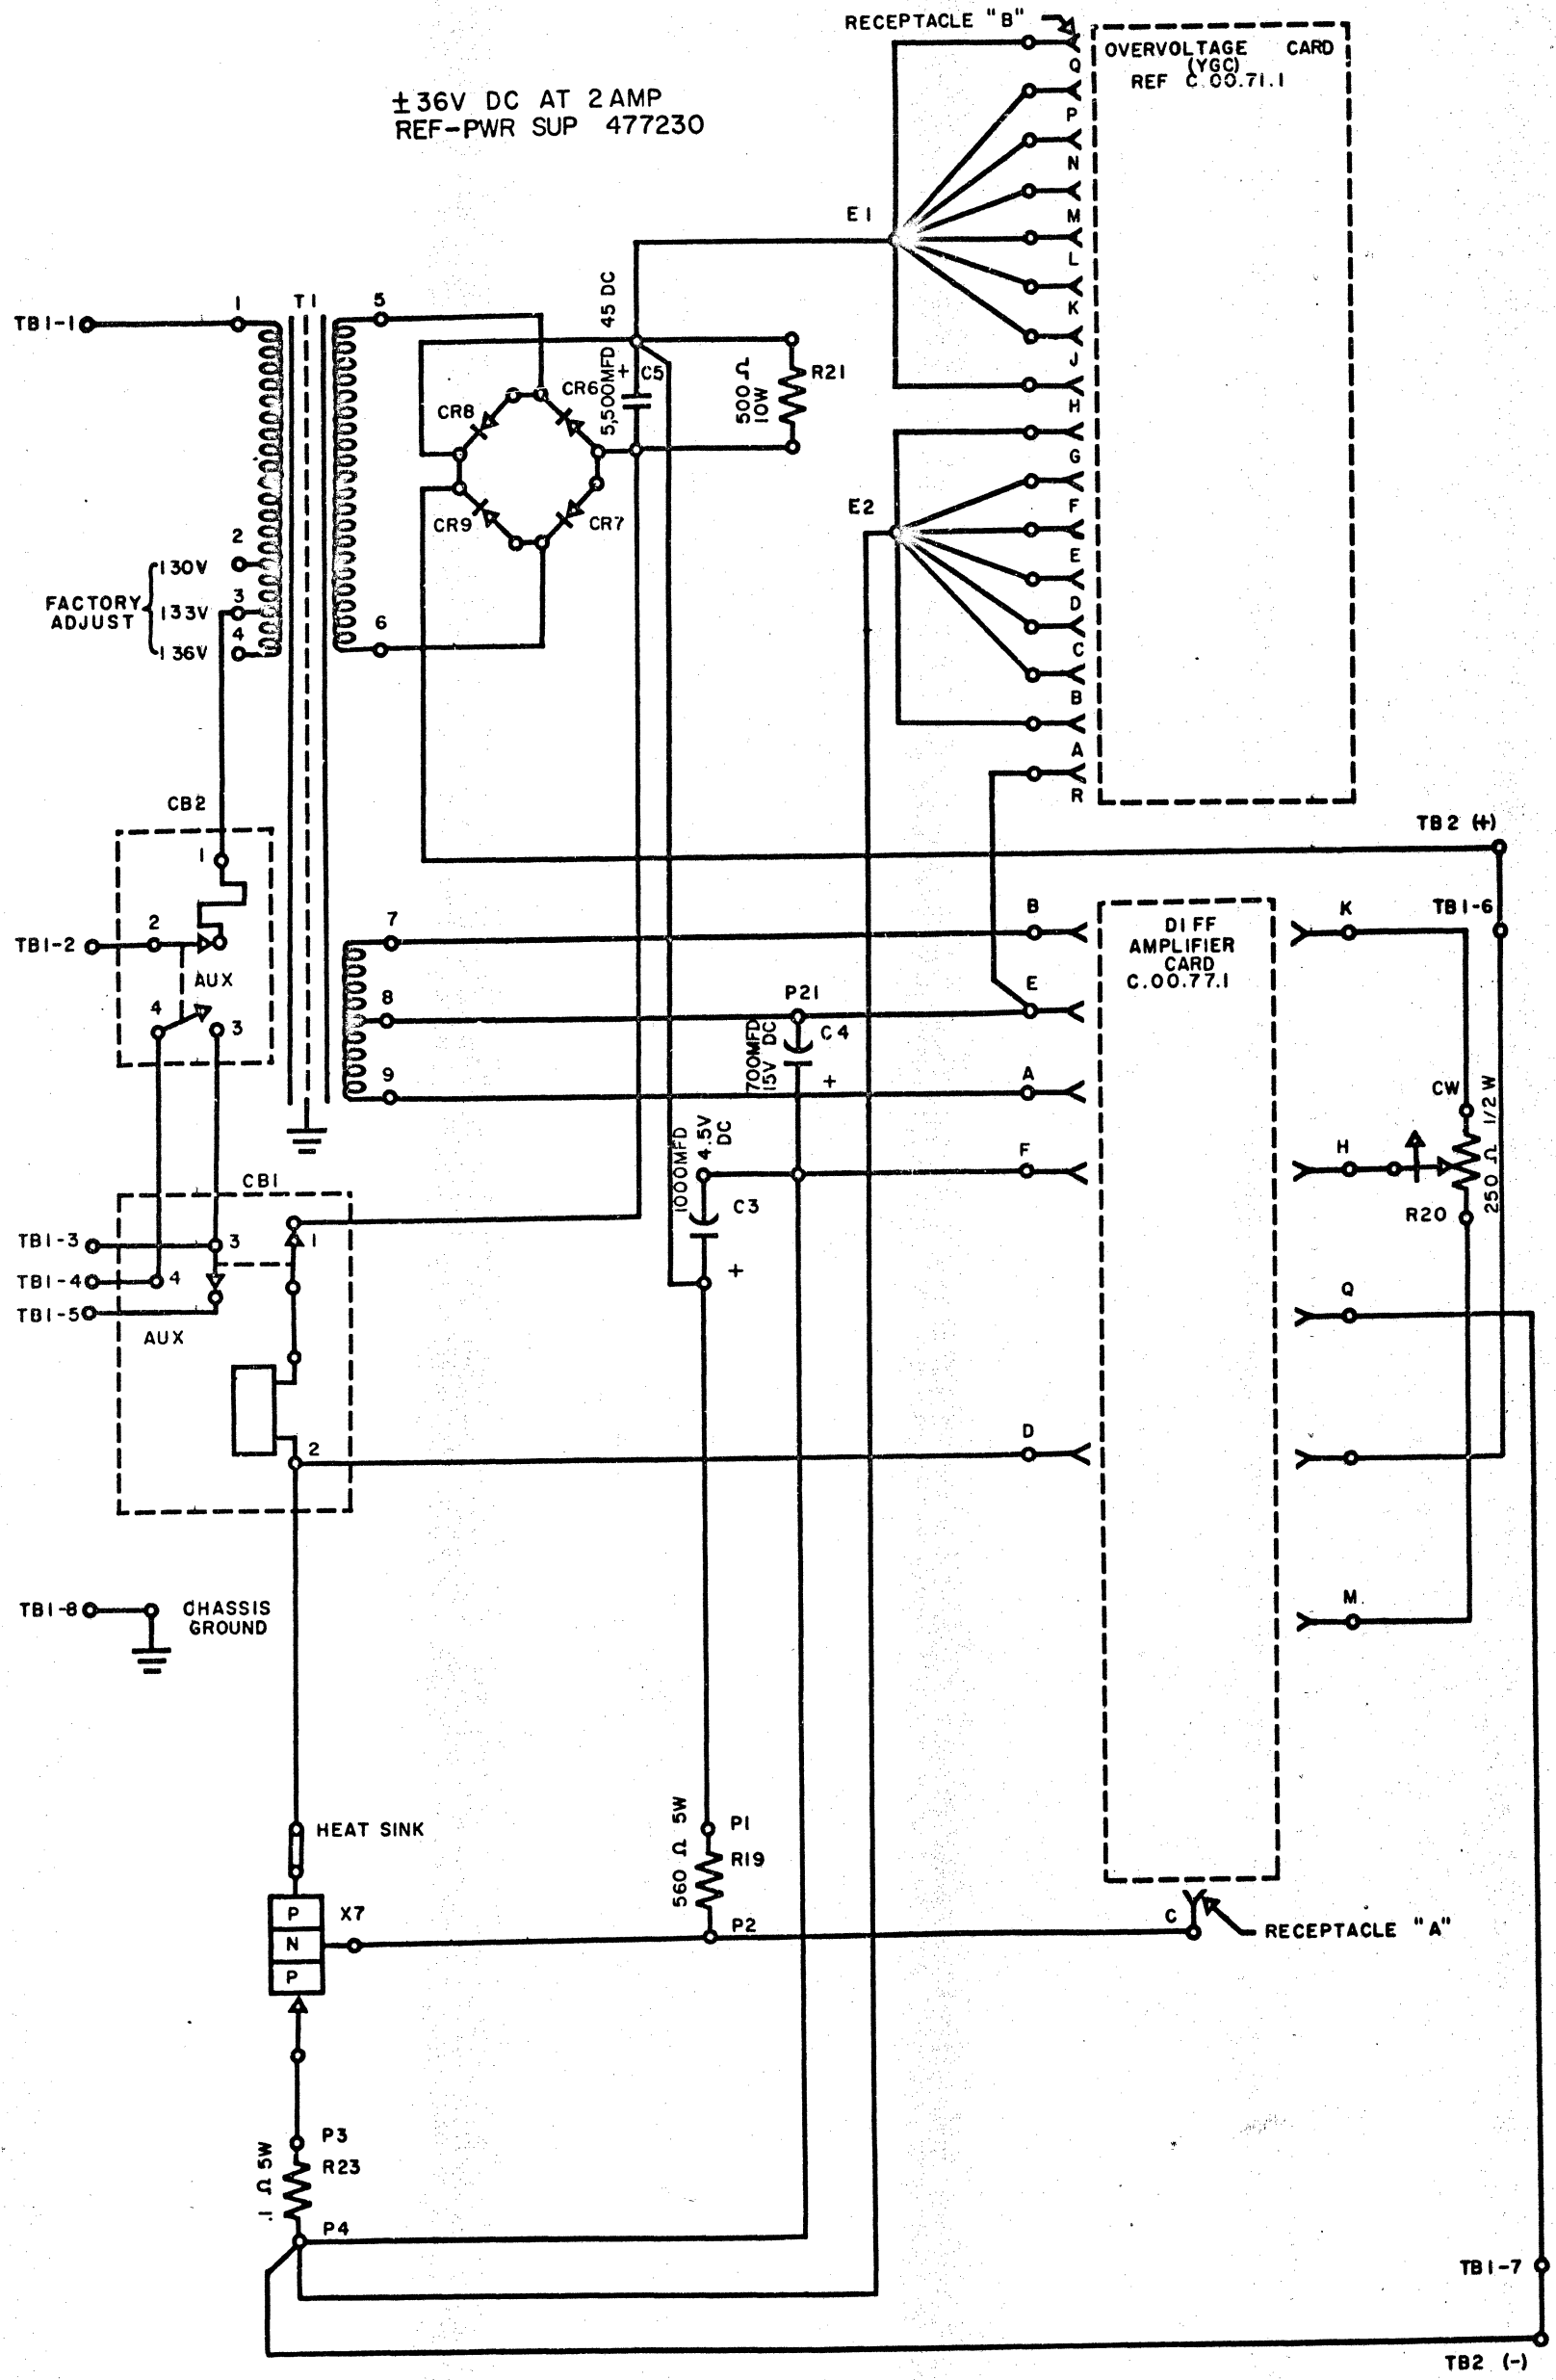 RECEPTACLE "B"
OVERVOLTAGE CARD
(YGC)
REF C.00.71.1
±36V DC AT 2 AMP
REF-PWR SUP 477230
Q
P
N
M
L
K
J
H
G
F
E
D
C
B
A
R
E1
E2
TB1-1
1
T1
5
45 DC
5,500MFD
+
C5
CR6
CR8
CR9
CR7
500 Ω
10W
R21
2
130V
3
133V
4
136V
FACTORY
ADJUST
6
CB2
1
TB2 (+)
TB1-2
2
AUX
4
3
7
8
9
B
DIFF
AMPLIFIER
CARD
C.00.77.1
K
TB1-6
E
P21
C4
700MFD
15V DC
+
A
CW
250 Ω 1/2 W
1000MFD
4.5V
DC
F
H
C3
R20
+
CB1
TB1-3
3
1
TB1-4
4
TB1-5
AUX
Q
2
D
TB1-8
CHASSIS
GROUND
M
HEAT SINK
560 Ω 5W
P1
R19
P2
P
X7
N
P
C
RECEPTACLE "A"
P3
R23
.1 Ω 5W
P4
TB1-7
TB2 (-)